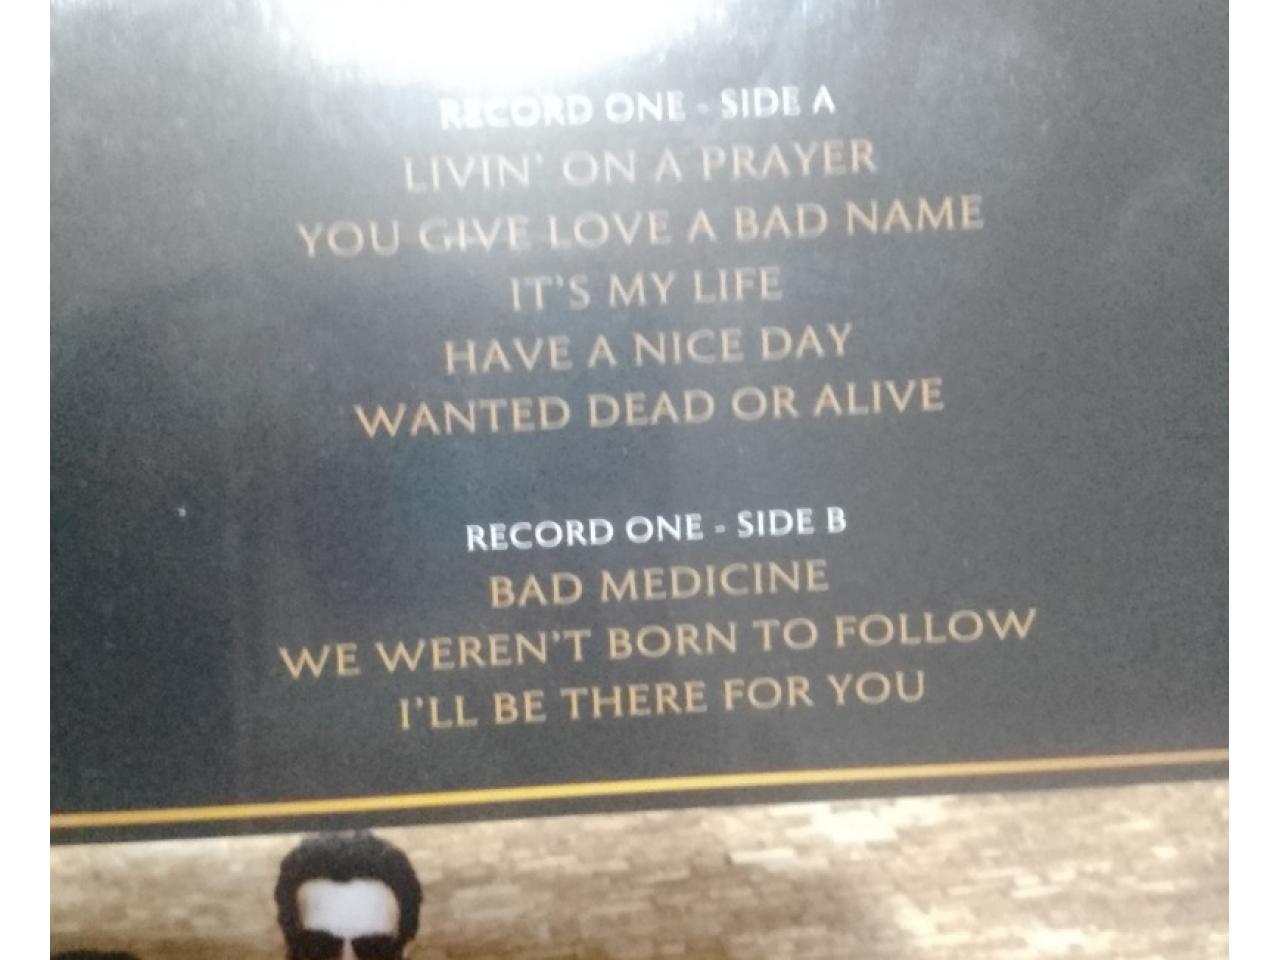 RECORD ONE - SIDE A
LIVIN' ON A PRAYER
YOU GIVE LOVE A BAD NAME
IT'S MY LIFE
HAVE A NICE DAY
WANTED DEAD OR ALIVE
RECORD ONE - SIDE B
BAD MEDICINE
WE WEREN'T BORN TO FOLLOW
I'LL BE THERE FOR YOU